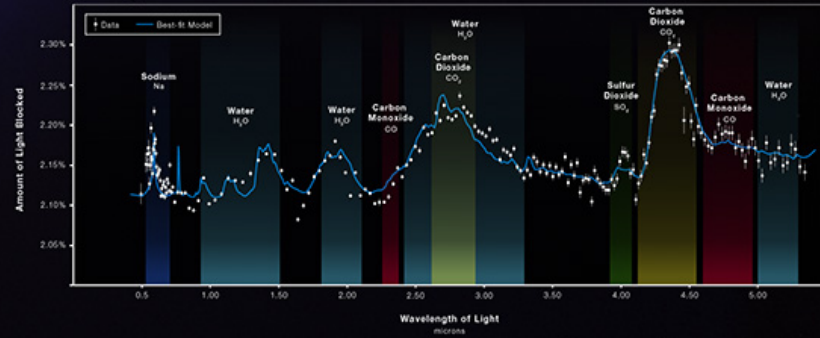 Data
Best-fit Model
Amount of Light Blocked
2.30%
2.25%
2.20%
2.15%
2.10%
2.05%
Sodium
Na
Water
H₂O
Water
H₂O
Carbon
Monoxide
CO
Water
H₂O
Carbon
Dioxide
CO₂
Sulfur
Dioxide
SO₂
Carbon
Dioxide
CO₂
Carbon
Monoxide
CO
Water
H₂O
0.5
1.00
1.50
2.00
2.50
3.00
3.50
4.00
4.50
5.00
Wavelength of Light
microns